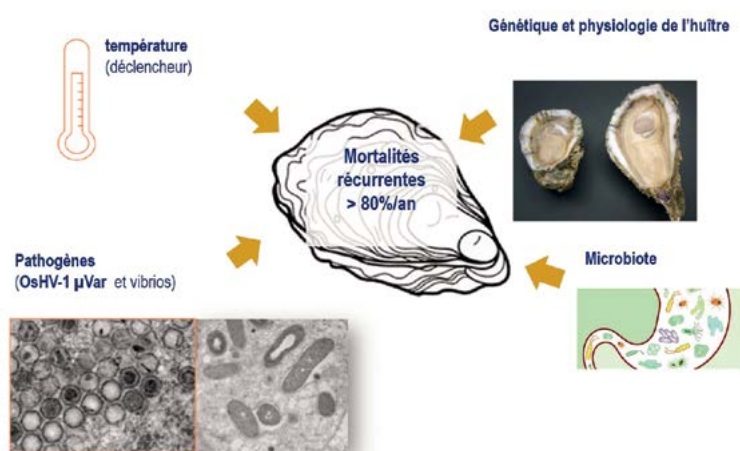 température
(déclencheur)
Génétique et physiologie de l'huître
Mortalités
récurrentes
> 80%/an
Pathogènes
(OsHV-1 µVar et vibrios)
Microbiote